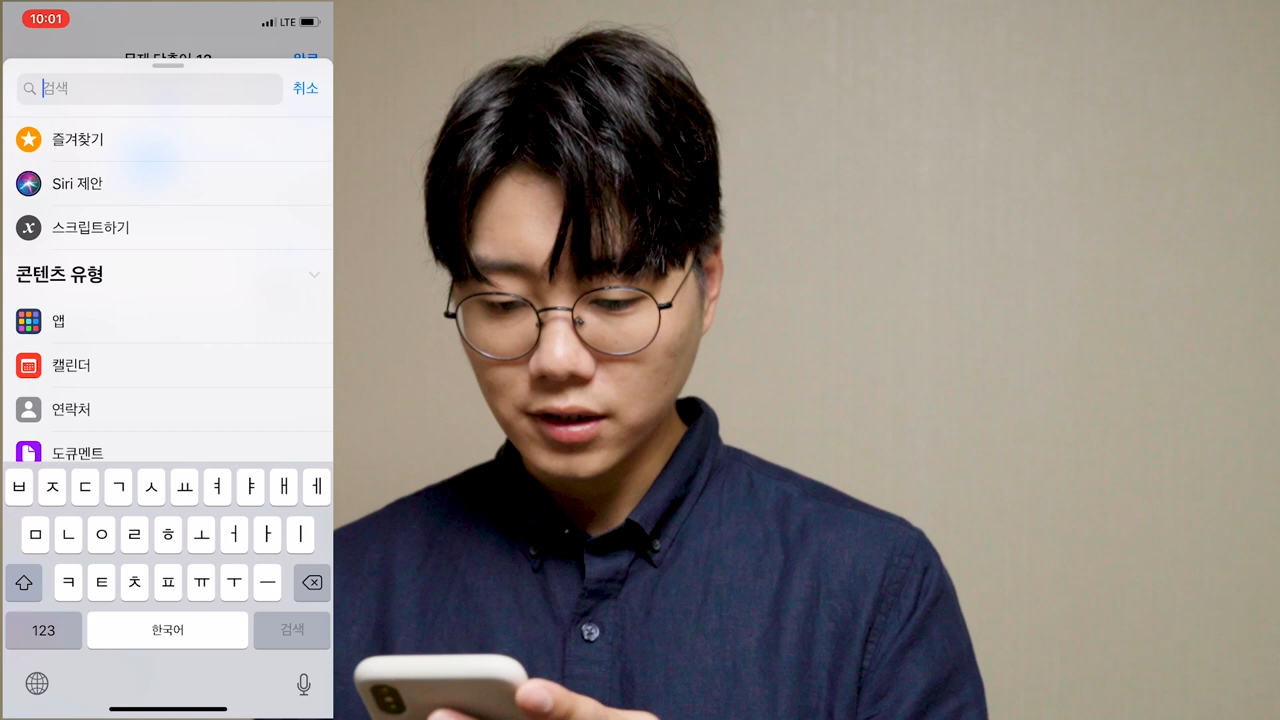 10:01
LTE
검색
취소
즐겨찾기
Siri 제안
스크립트하기
콘텐츠 유형
앱
캘린더
연락처
도큐멘트
ㅂ ㅈ ㄷ ㄱ ㅅ ㅛ ㅕ ㅑ ㅐ ㅔ
ㅁ ㄴ ㅇ ㄹ ㅎ ㅗ ㅓ ㅏ ㅣ
ㅋ ㅌ ㅊ ㅍ ㅠ ㅜ ㅡ
123
한국어
검색